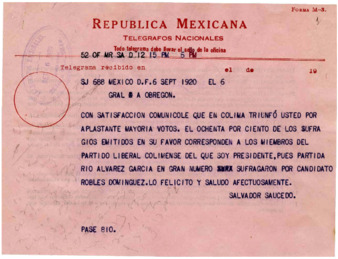 Forma M-3.
REPUBLICA MEXICANA
TELEGRAFOS NACIONALES
Todo telegrama debe llevar el sello de la oficina
52.OF MR SA D.12.15 PM. 5 PM
Telegrama recibido en el de 19
SJ 688 MEXICO D.F.6 SEPT 1920 EL 6
GRAL A OBREGON.
CON SATISFACCION COMUNICOLE QUE EN COLIMA TRIUNFÓ USTED POR
APLASTANTE MAYORIA VOTOS. EL OCHENTA POR CIENTO DE LOS SUFRA
GIOS EMITIDOS EN SU FAVOR CORRESPONDEN A LOS MIEMBROS DEL
PARTIDO LIBERAL COLIMENSE DEL QUE SOY PRESIDENTE, PUES PARTIDA
RIO ALVAREZ GARCIA EN GRAN NUMERO SUFRAGARON POR CANDIDATO
ROBLES DOMINGUEZ.LO FELICITO Y SALUDO AFECTUOSAMENTE.
SALVADOR SAUCEDO.
PASE 810.